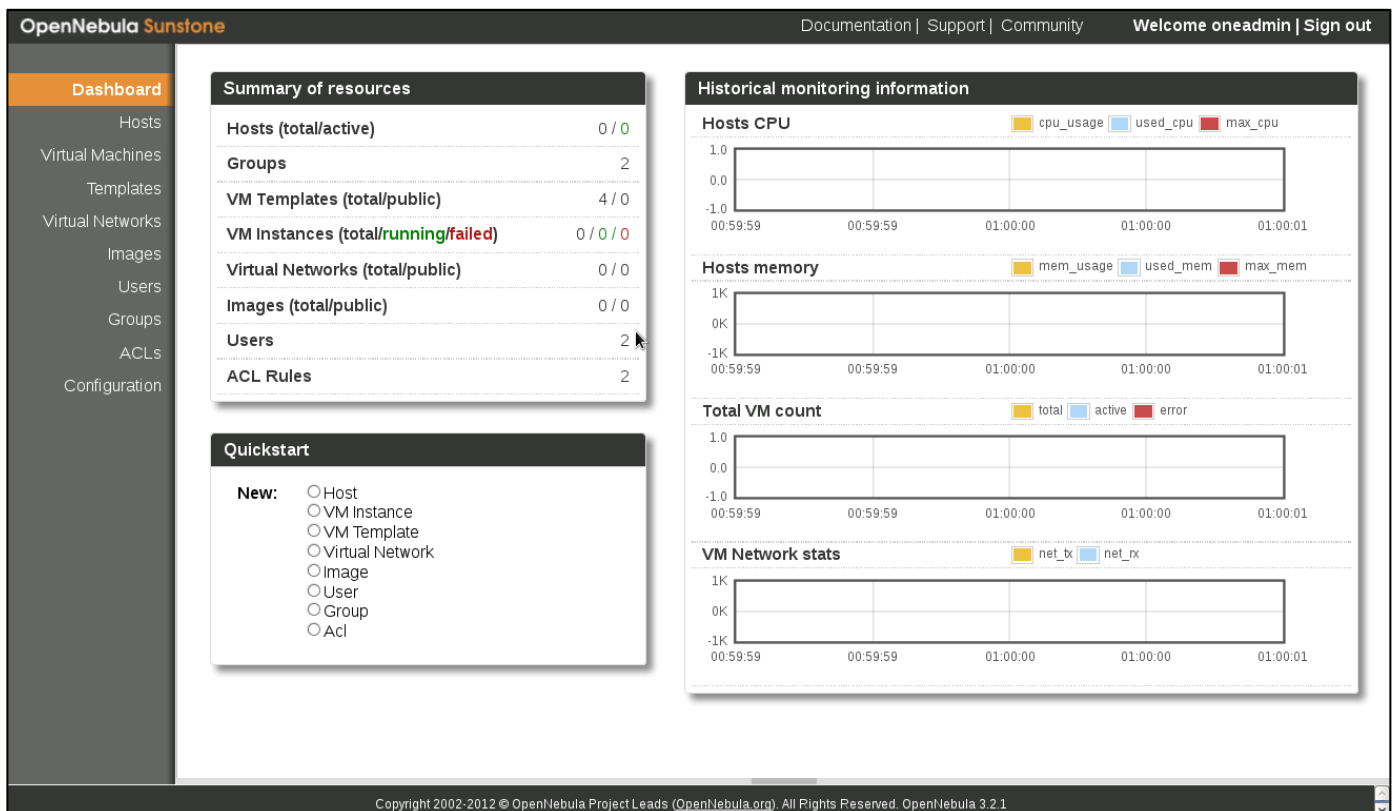 OpenNebula Sunstone
Documentation | Support | Community
Welcome oneadmin | Sign out
Dashboard
Hosts
Virtual Machines
Templates
Virtual Networks
Images
Users
Groups
ACLs
Configuration
Summary of resources
Hosts (total/active) 0 / 0
Groups 2
VM Templates (total/public) 4 / 0
VM Instances (total/running/failed) 0 / 0 / 0
Virtual Networks (total/public) 0 / 0
Images (total/public) 0 / 0
Users 2
ACL Rules 2
Quickstart
New:
Host
VM Instance
VM Template
Virtual Network
Image
User
Group
Acl
Historical monitoring information
Hosts CPU cpu_usage used_cpu max_cpu
1.0
0.0
-1.0
00:59:59 00:59:59 01:00:00 01:00:00 01:00:01
Hosts memory mem_usage used_mem max_mem
1K
0K
-1K
00:59:59 00:59:59 01:00:00 01:00:00 01:00:01
Total VM count total active error
1.0
0.0
-1.0
00:59:59 00:59:59 01:00:00 01:00:00 01:00:01
VM Network stats net_tx net_rx
1K
0K
-1K
00:59:59 00:59:59 01:00:00 01:00:00 01:00:01
Copyright 2002-2012 © OpenNebula Project Leads (OpenNebula.org). All Rights Reserved. OpenNebula 3.2.1